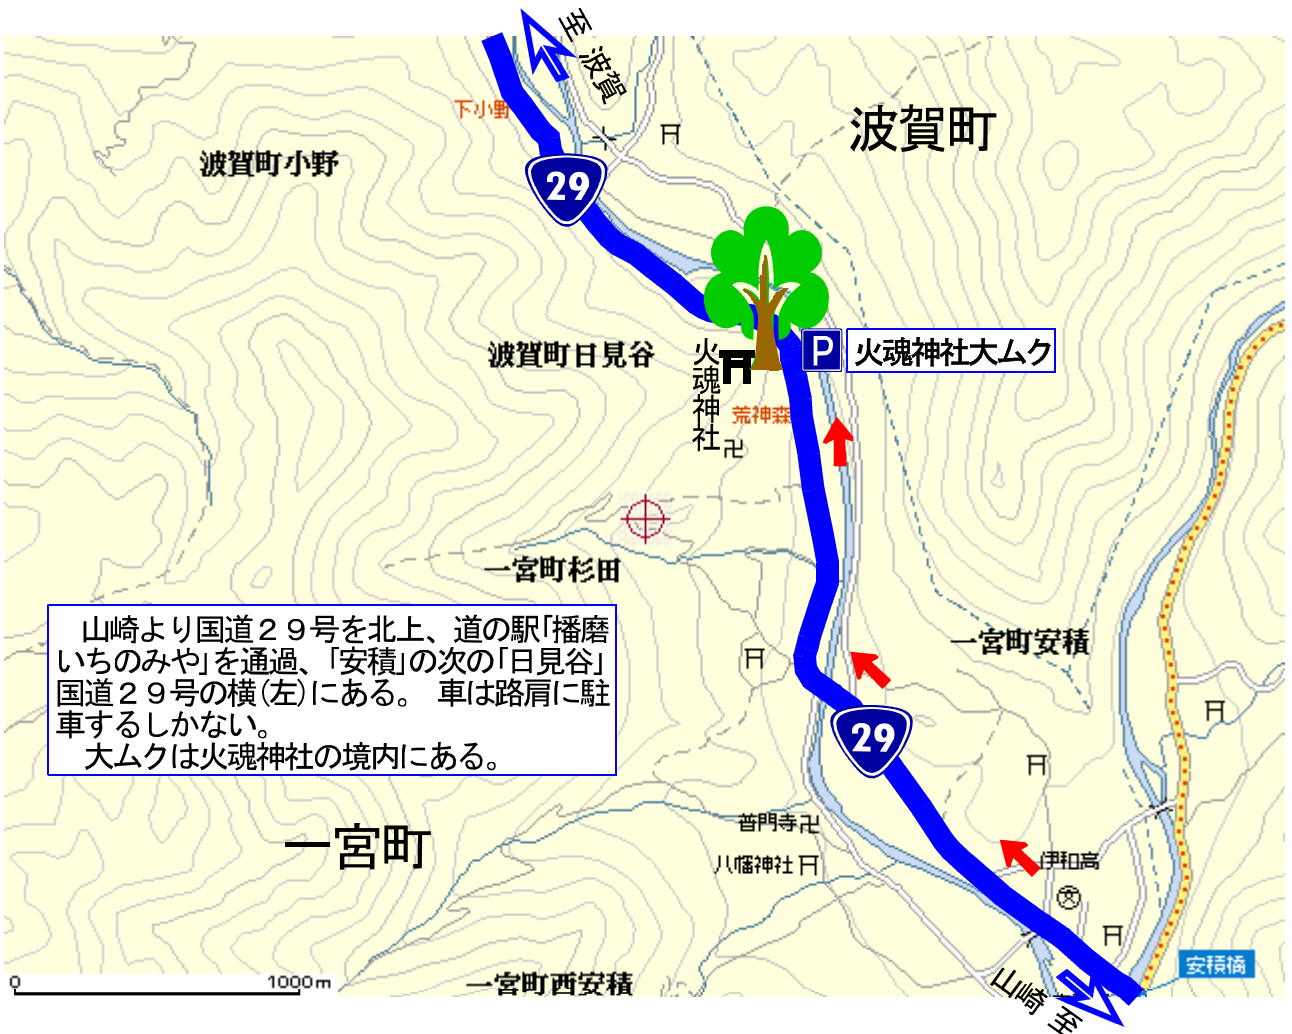 至 波賀
下小野
波賀町
波賀町小野
29
波賀町日見谷
火魂神社
P
火魂神社大ムク
荒神森
一宮町杉田
山崎より国道２９号を北上、道の駅｢播磨
いちのみや｣を通過、｢安積｣の次の｢日見谷｣
国道２９号の横(左)にある。 車は路肩に駐
車するしかない。
大ムクは火魂神社の境内にある。
一宮町安積
29
普門寺
一宮町
八幡神社
伊和高
安積橋
0 1000m
一宮町西安積
山崎 至